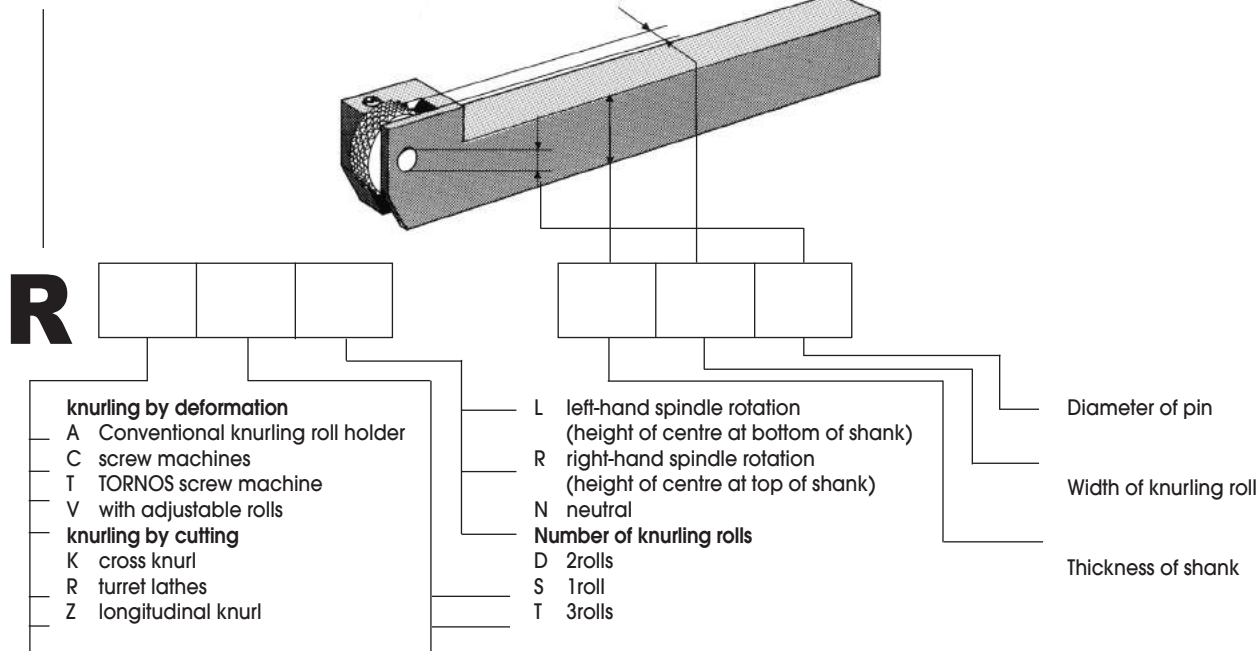 R
knurling by deformation
A Conventional knurling roll holder
C screw machines
T TORNOS screw machine
V with adjustable rolls
knurling by cutting
K cross knurl
R turret lathes
Z longitudinal knurl
L left-hand spindle rotation
(height of centre at bottom of shank)
R right-hand spindle rotation
(height of centre at top of shank)
N neutral
Number of knurling rolls
D 2rolls
S 1roll
T 3rolls
Diameter of pin
Width of knurling roll
Thickness of shank